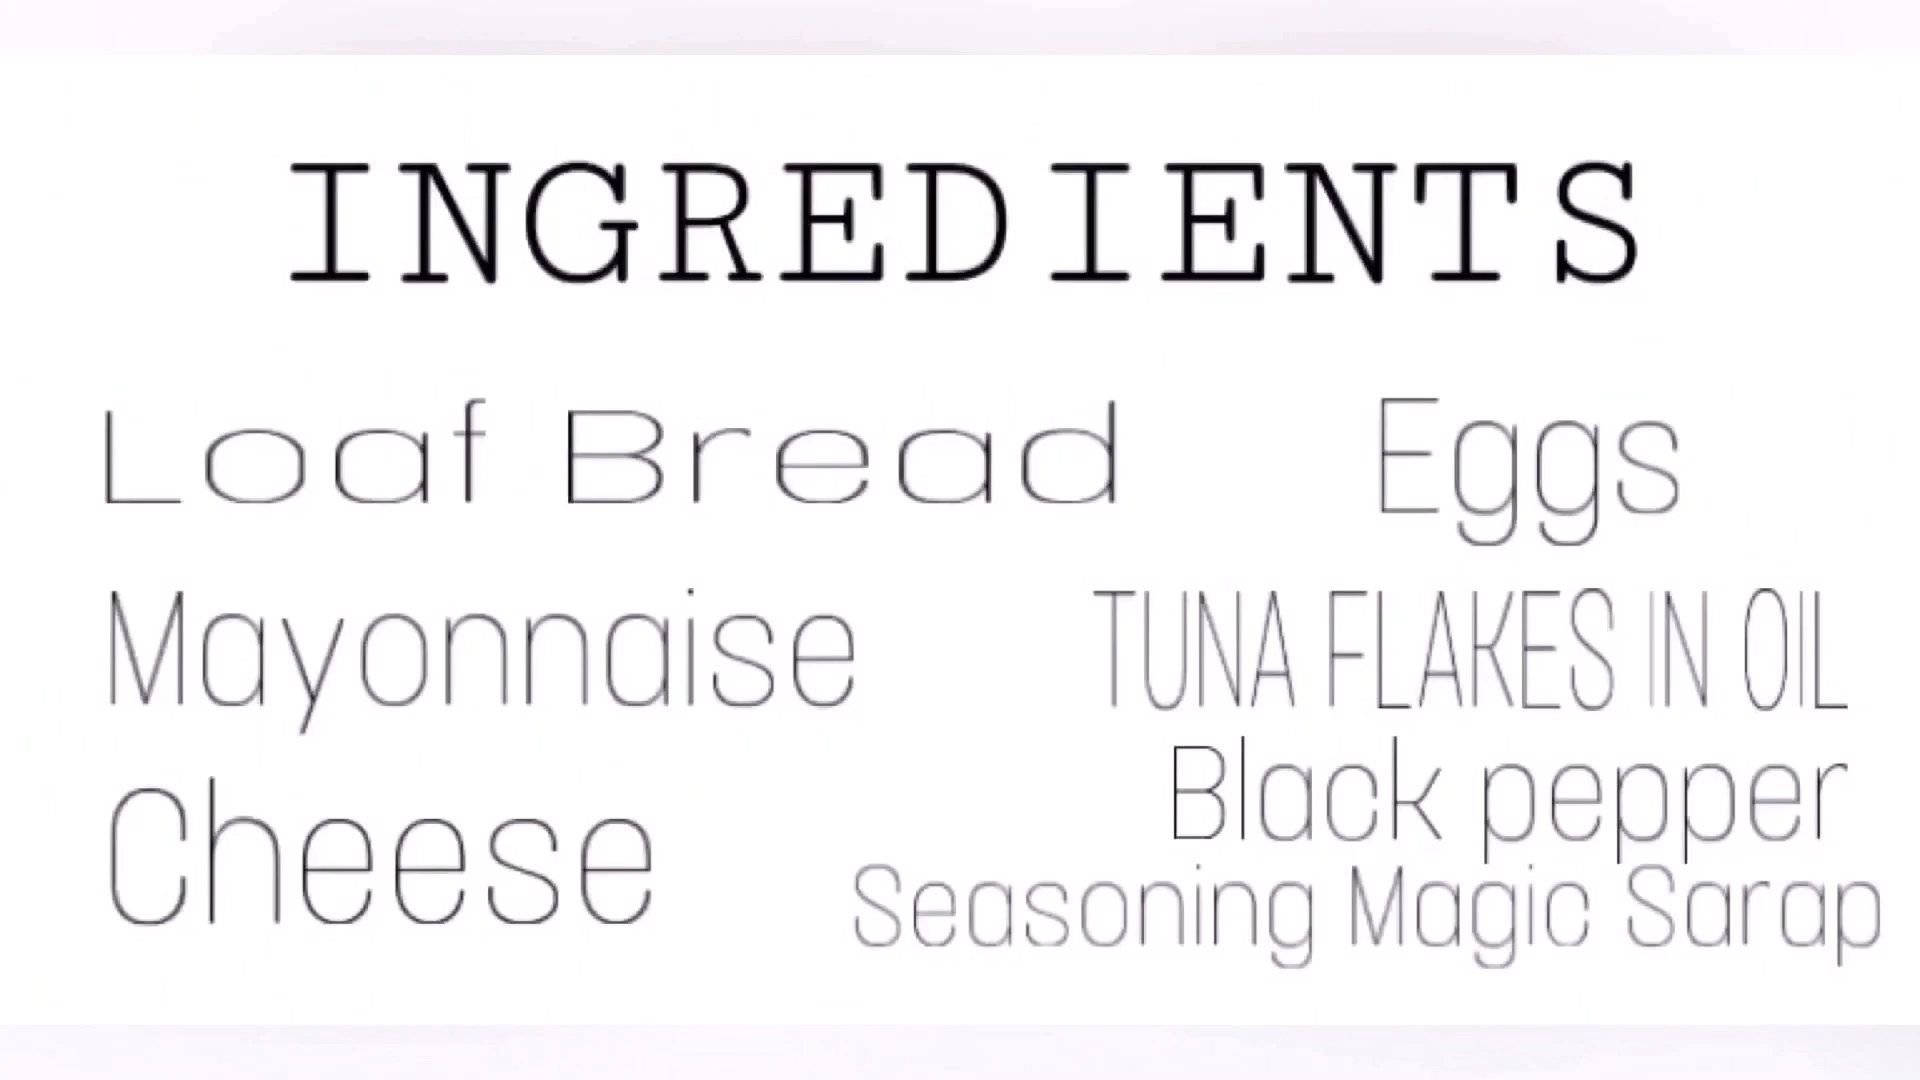 INGREDIENTS
Loaf Bread
Eggs
Mayonnaise
TUNA FLAKES IN OIL
Black pepper
Cheese
Seasoning Magic Sarap